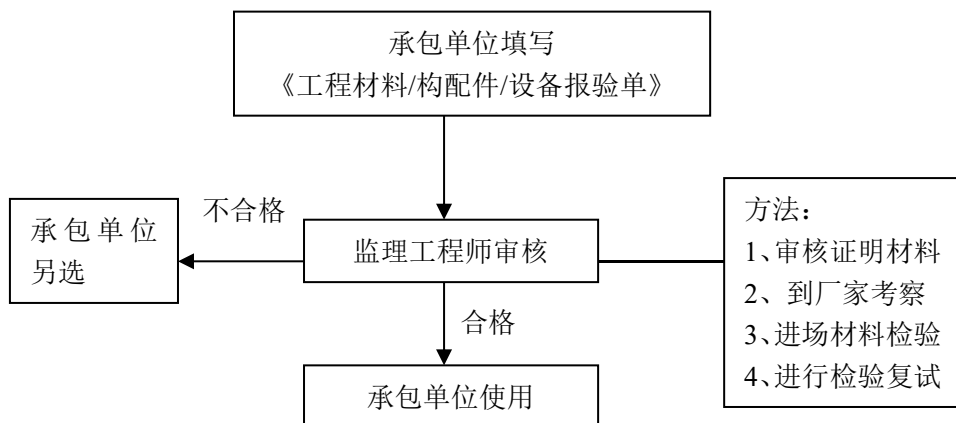 承包单位填写
《工程材料/构配件/设备报验单》
不合格
承包单位
另选
监理工程师审核
方法：
1、审核证明材料
2、到厂家考察
3、进场材料检验
4、进行检验复试
合格
承包单位使用